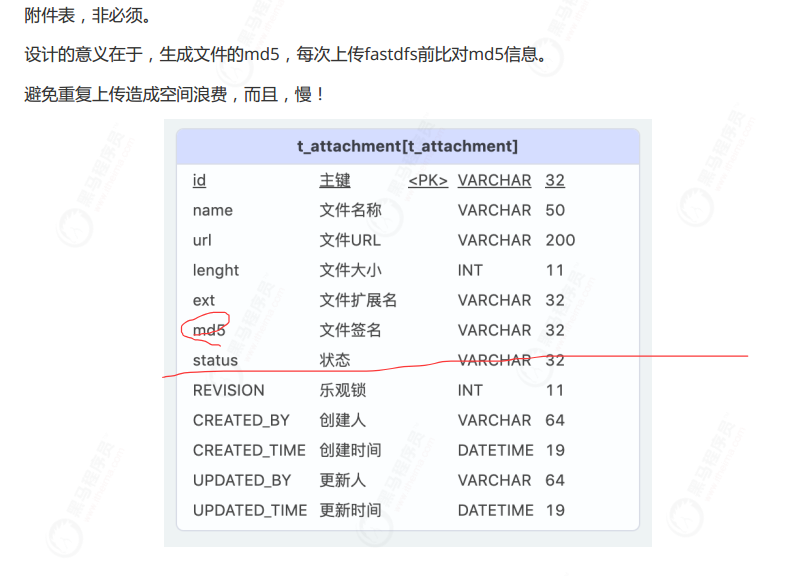 附件表，非必须。
设计的意义在于，生成文件的md5，每次上传fastdfs前比对md5信息。
避免重复上传造成空间浪费，而且，慢！
t_attachment[t_attachment]
id 主键 <PK> VARCHAR 32
name 文件名称 VARCHAR 50
url 文件URL VARCHAR 200
lenght 文件大小 INT 11
ext 文件扩展名 VARCHAR 32
md5 文件签名 VARCHAR 32
status 状态 VARCHAR 32
REVISION 乐观锁 INT 11
CREATED_BY 创建人 VARCHAR 64
CREATED_TIME 创建时间 DATETIME 19
UPDATED_BY 更新人 VARCHAR 64
UPDATED_TIME 更新时间 DATETIME 19